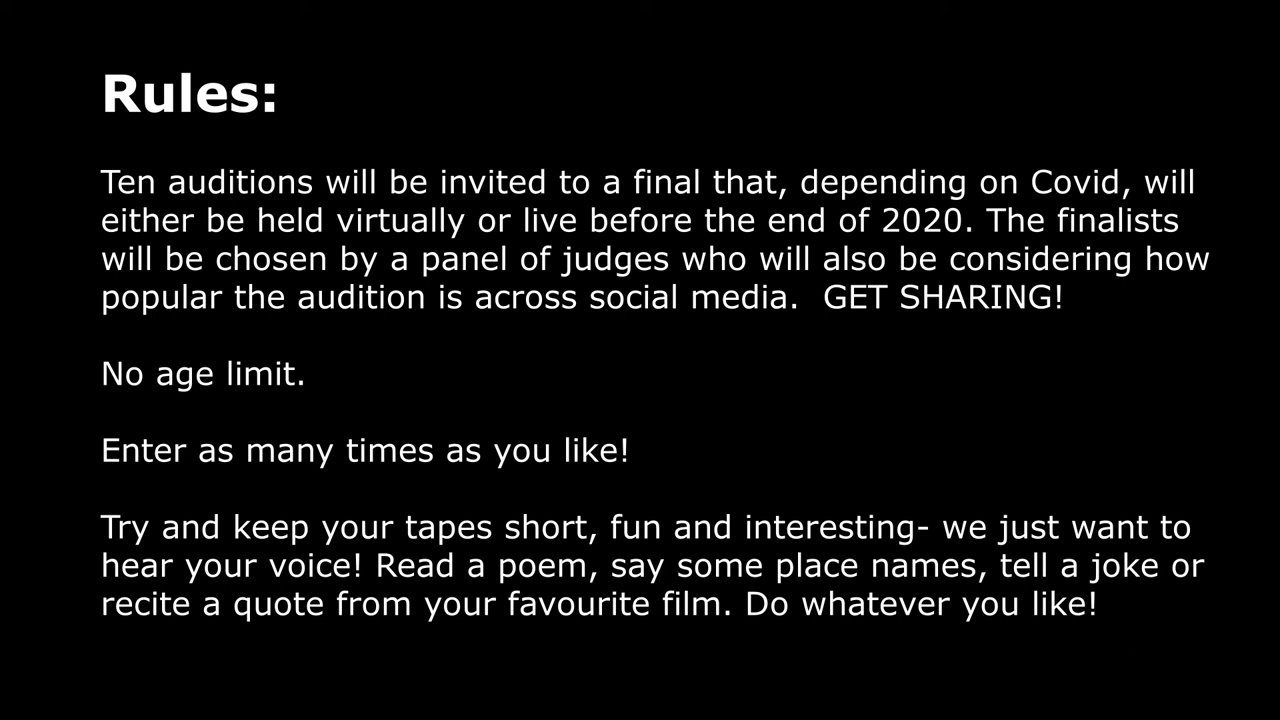 Rules:
Ten auditions will be invited to a final that, depending on Covid, will
either be held virtually or live before the end of 2020. The finalists
will be chosen by a panel of judges who will also be considering how
popular the audition is across social media.  GET SHARING!
No age limit.
Enter as many times as you like!
Try and keep your tapes short, fun and interesting- we just want to
hear your voice! Read a poem, say some place names, tell a joke or
recite a quote from your favourite film. Do whatever you like!